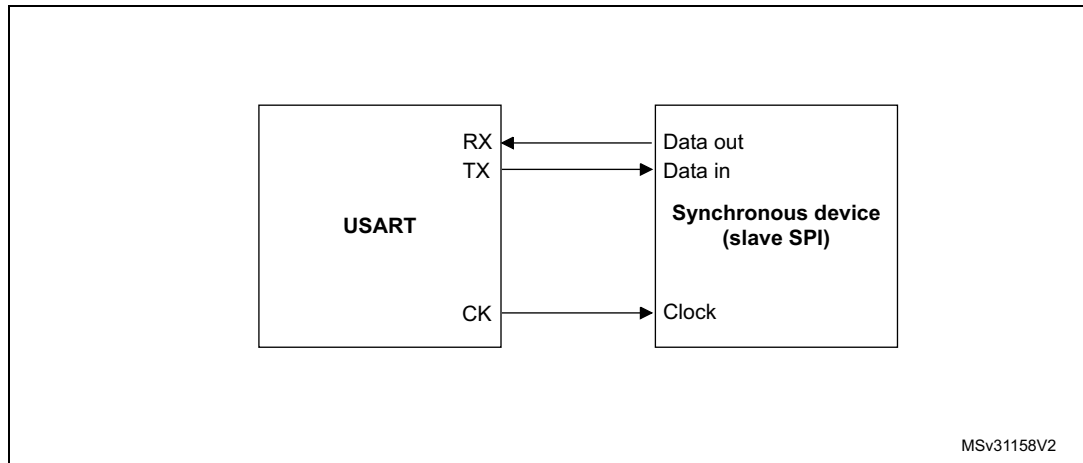 RX
Data out
TX
Data in
USART
Synchronous device
(slave SPI)
CK
Clock
MSv31158V2